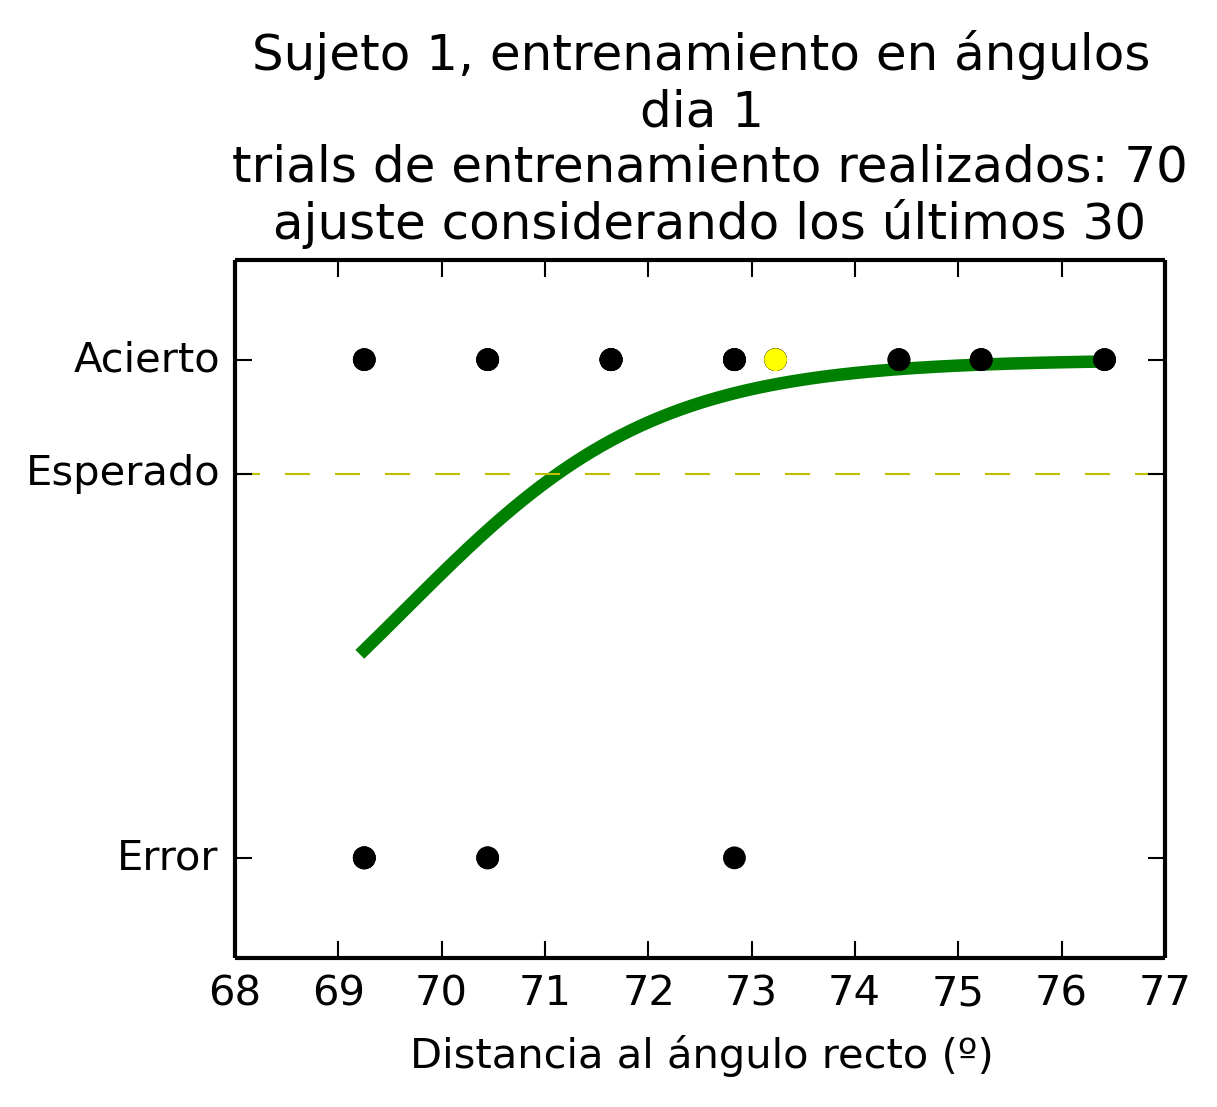 Sujeto 1, entrenamiento en ángulos
dia 1
trials de entrenamiento realizados: 70
ajuste considerando los últimos 30
Acierto
Esperado
Error
68 69 70 71 72 73 74 75 76 77
Distancia al ángulo recto (º)